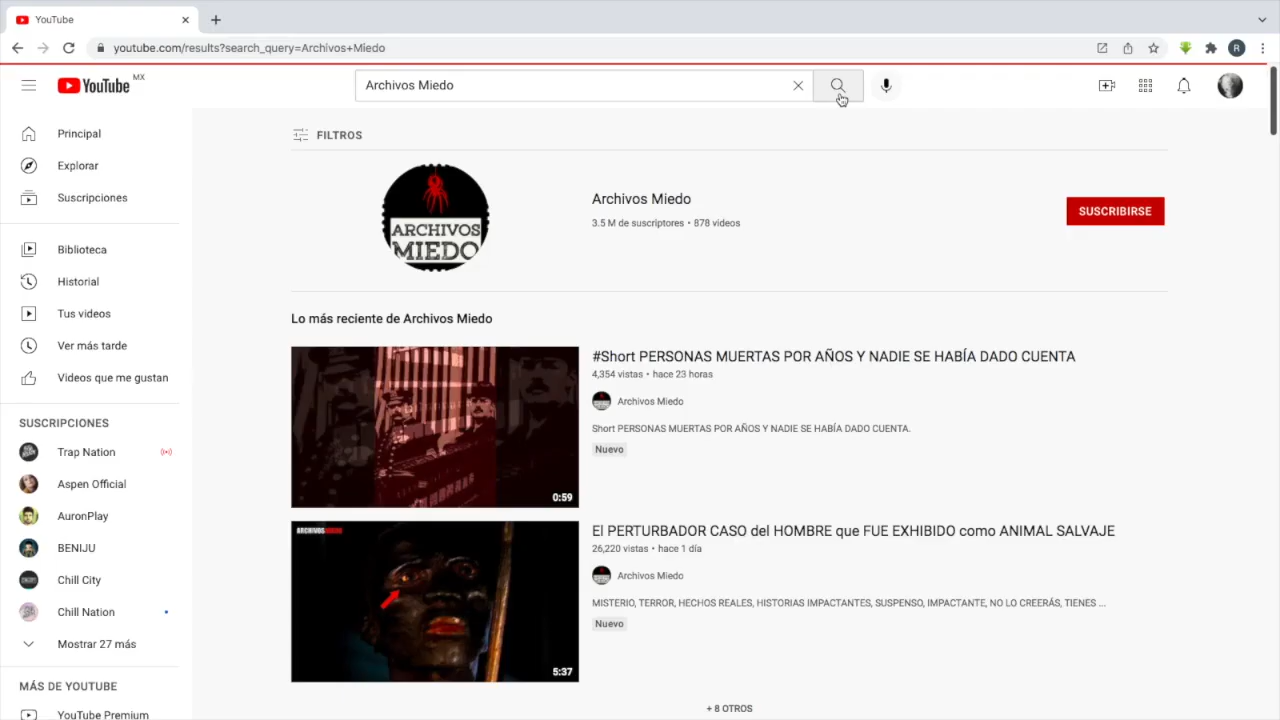 YouTube
youtube.com/results?search_query=Archivos+Miedo
R
YouTube MX
Archivos Miedo
Principal
Explorar
Suscripciones
Biblioteca
Historial
Tus videos
Ver más tarde
Videos que me gustan
SUSCRIPCIONES
Trap Nation
Aspen Official
AuronPlay
BENIJU
Chill City
Chill Nation
Mostrar 27 más
MÁS DE YOUTUBE
YouTube Premium
FILTROS
ARCHIVOS
MIEDO
Archivos Miedo
3.5 M de suscriptores • 878 videos
SUSCRIBIRSE
Lo más reciente de Archivos Miedo
0:59
#Short PERSONAS MUERTAS POR AÑOS Y NADIE SE HABÍA DADO CUENTA
4,354 vistas • hace 23 horas
Archivos Miedo
Short PERSONAS MUERTAS POR AÑOS Y NADIE SE HABÍA DADO CUENTA.
Nuevo
ARCHIVOSMIEDO
5:37
El PERTURBADOR CASO del HOMBRE que FUE EXHIBIDO como ANIMAL SALVAJE
26,220 vistas • hace 1 día
Archivos Miedo
MISTERIO, TERROR, HECHOS REALES, HISTORIAS IMPACTANTES, SUSPENSO, IMPACTANTE, NO LO CREERÁS, TIENES ...
Nuevo
+ 8 OTROS